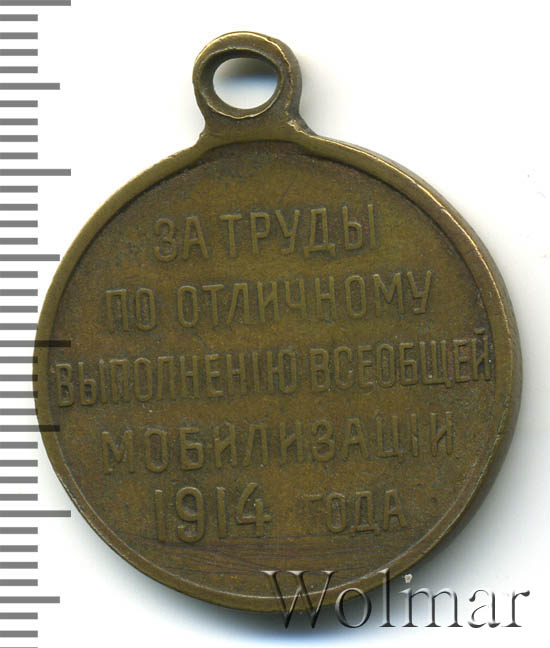 ЗА ТРУДЫ
ПО ОТЛИЧНОМУ
ВЫПОЛНЕНІЮ ВСЕОБЩЕЙ
МОБИЛИЗАЦІИ
1914 ГОДА
Wolmar